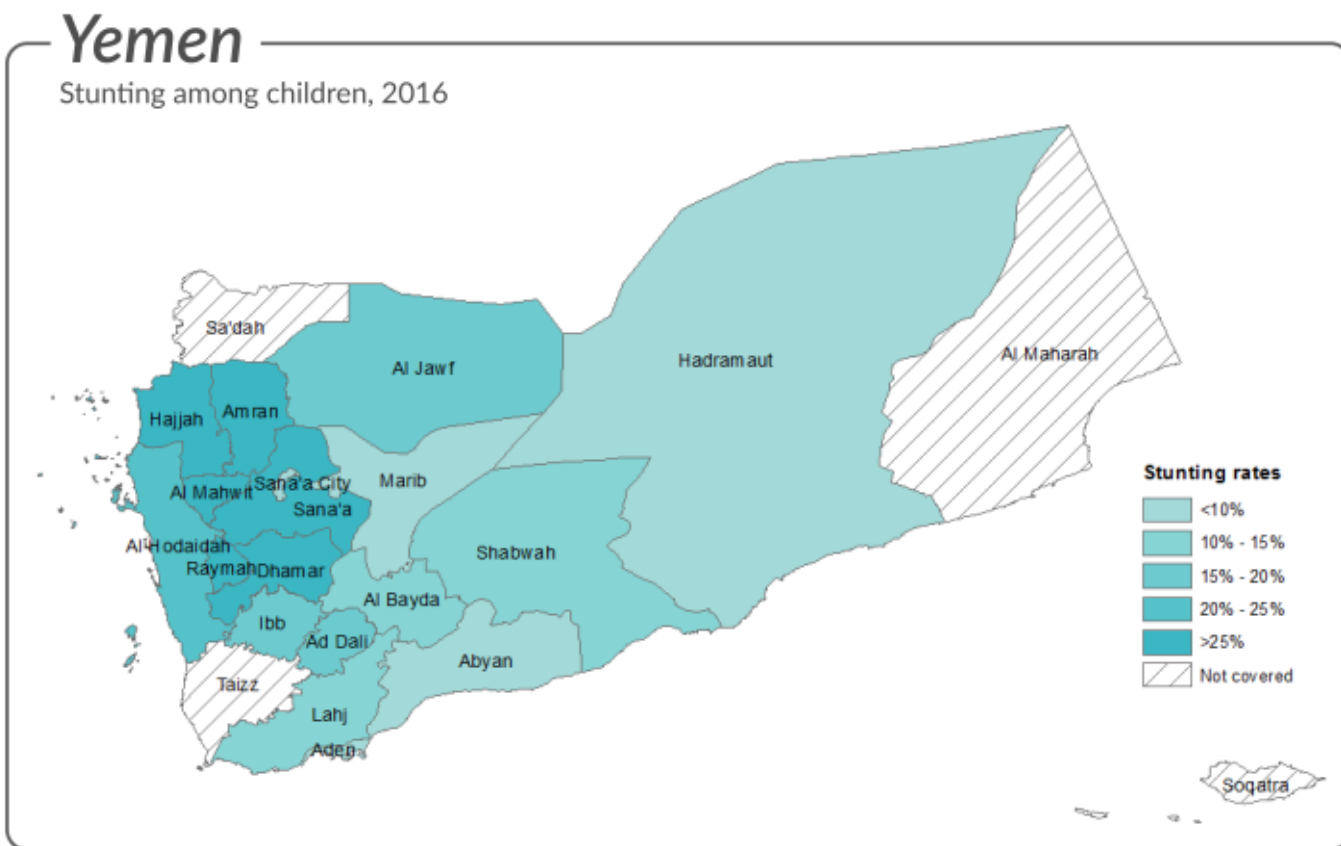 Yemen
Stunting among children, 2016
Sa'dah
Al Jawf
Hadramaut
Al Maharah
Hajjah
Amran
Sana'a City
Marib
Al Mahwit
Sana'a
Al Hodaidah
Shabwah
Raymah
Dhamar
Al Bayda
Ibb
Ad Dali
Abyan
Taizz
Lahj
Aden
Soqatra
Stunting rates
<10%
10% - 15%
15% - 20%
20% - 25%
>25%
Not covered